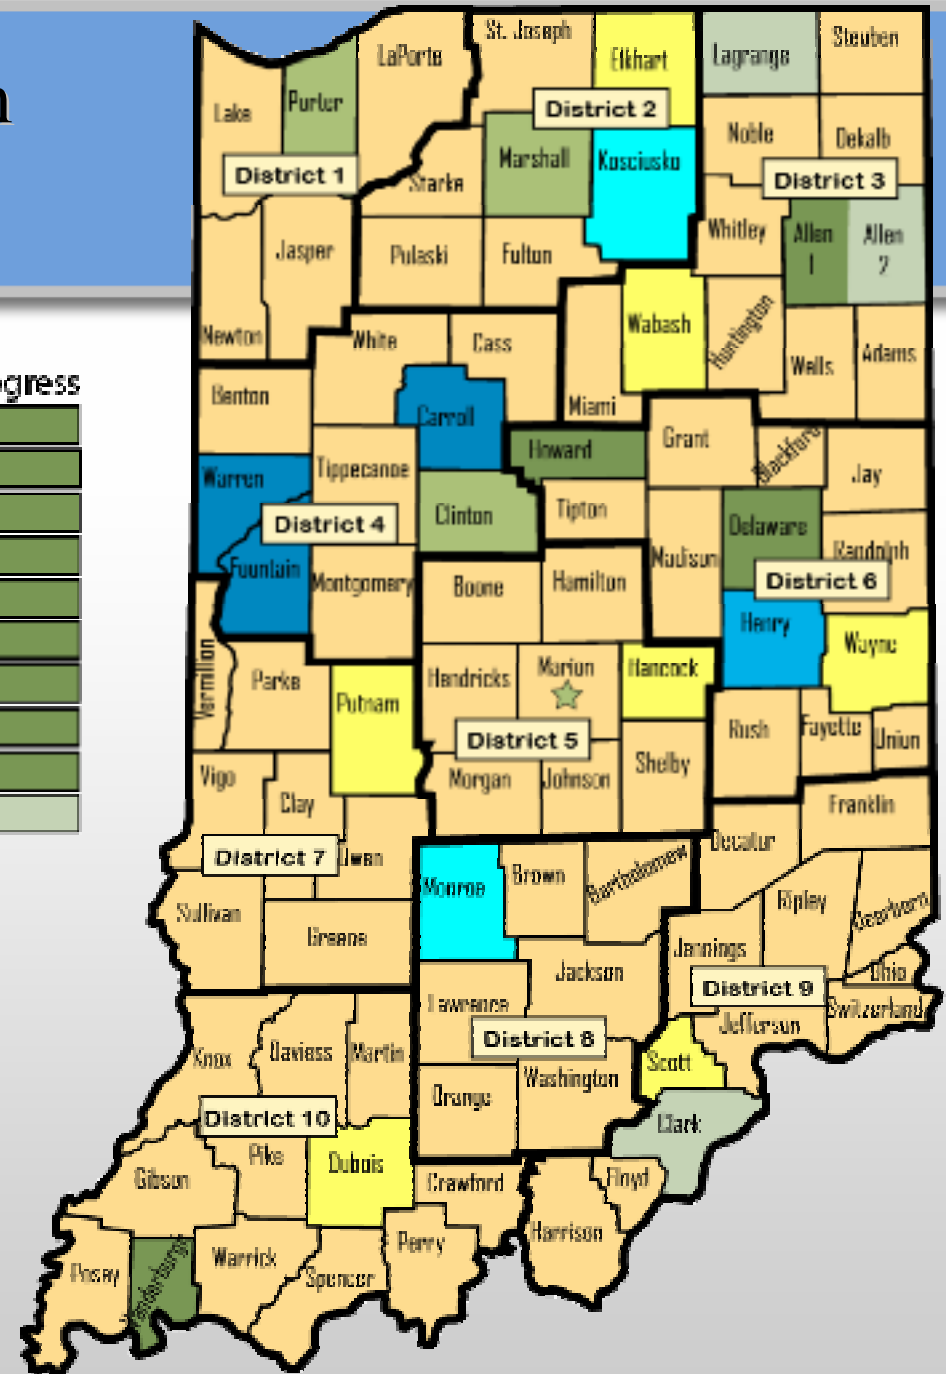 n
ogress
St. Joseph
LaPorte
Elkhart
Lagrange
Steuben
Lake
Porter
District 2
Noble
Dekalb
Marshall
Kosciusko
District 1
Starke
District 3
Jasper
Pulaski
Fulton
Whitley
Allen
1
Allen
2
Newton
White
Cass
Wabash
Huntington
Wells
Adams
Benton
Miami
Carroll
Grant
Blackford
Jay
Warren
Tippecanoe
Howard
Clinton
Tipton
Delaware
District 4
Randolph
Fountain
Montgomery
Boone
Hamilton
Madison
District 6
Henry
Wayne
Vermillion
Parke
Putnam
Hendricks
Marion
Hancock
Rush
Fayette
Union
District 5
Vigo
Clay
Morgan
Johnson
Shelby
Franklin
District 7
Owen
Decatur
Monroe
Brown
Bartholomew
Ripley
Dearborn
Sullivan
Greene
Jackson
Jennings
Ohio
Lawrence
District 9
Switzerland
Knox
Daviess
Martin
District 8
Jefferson
Scott
Orange
Washington
District 10
Clark
Gibson
Pike
Dubois
Crawford
Floyd
Harrison
Posey
Vanderburgh
Warrick
Spencer
Perry